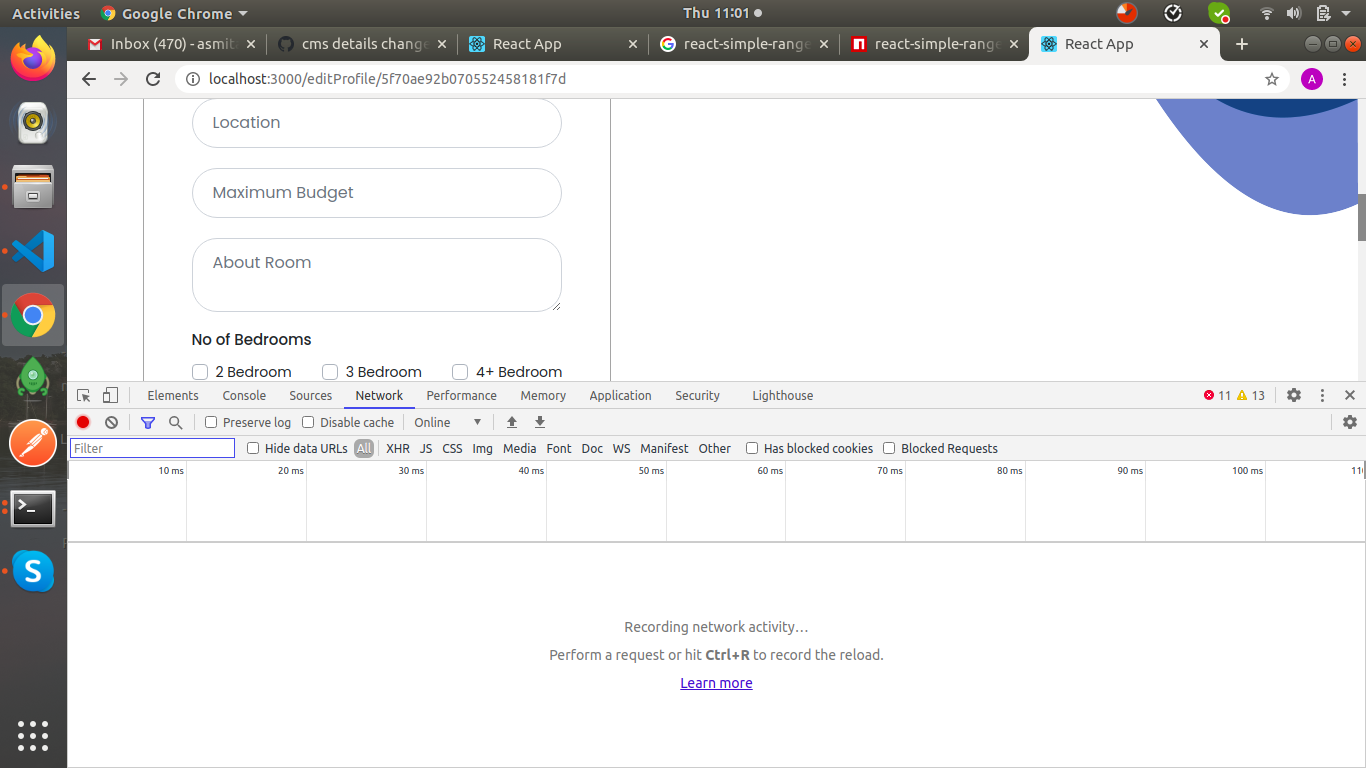 Activities Google Chrome Thu 11:01
Inbox (470) - asmit cms details change React App react-simple-range react-simple-range React App
localhost:3000/editProfile/5f70ae92b070552458181f7d A
Location
Maximum Budget
About Room
No of Bedrooms
2 Bedroom 3 Bedroom 4+ Bedroom
Elements Console Sources Network Performance Memory Application Security Lighthouse 11 13
Preserve log Disable cache Online
Filter Hide data URLs All XHR JS CSS Img Media Font Doc WS Manifest Other Has blocked cookies Blocked Requests
10 ms 20 ms 30 ms 40 ms 50 ms 60 ms 70 ms 80 ms 90 ms 100 ms 11
Recording network activity…
Perform a request or hit Ctrl+R to record the reload.
Learn more